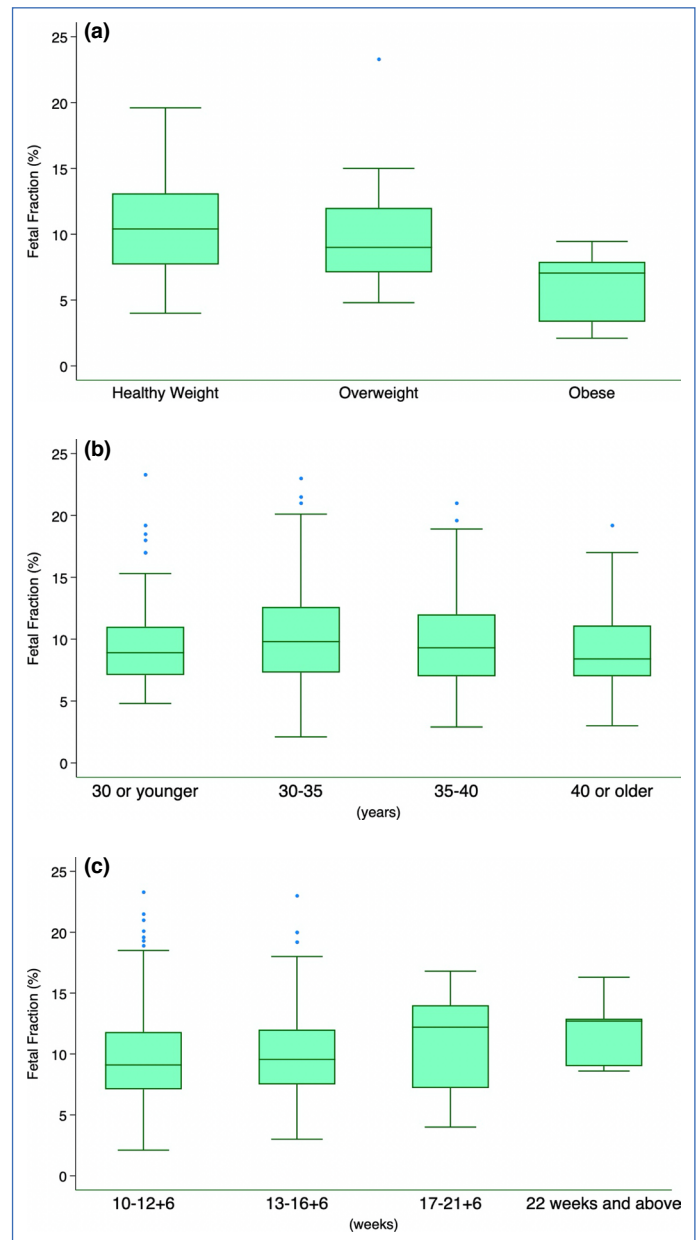 (a)
25
20
15
10
5
0
Fetal Fraction (%)
Healthy Weight Overweight Obese
(b)
25
20
15
10
5
0
Fetal Fraction (%)
30 or younger 30-35 35-40 40 or older
(years)
(c)
25
20
15
10
5
0
Fetal Fraction (%)
10-12+6 13-16+6 17-21+6 22 weeks and above
(weeks)